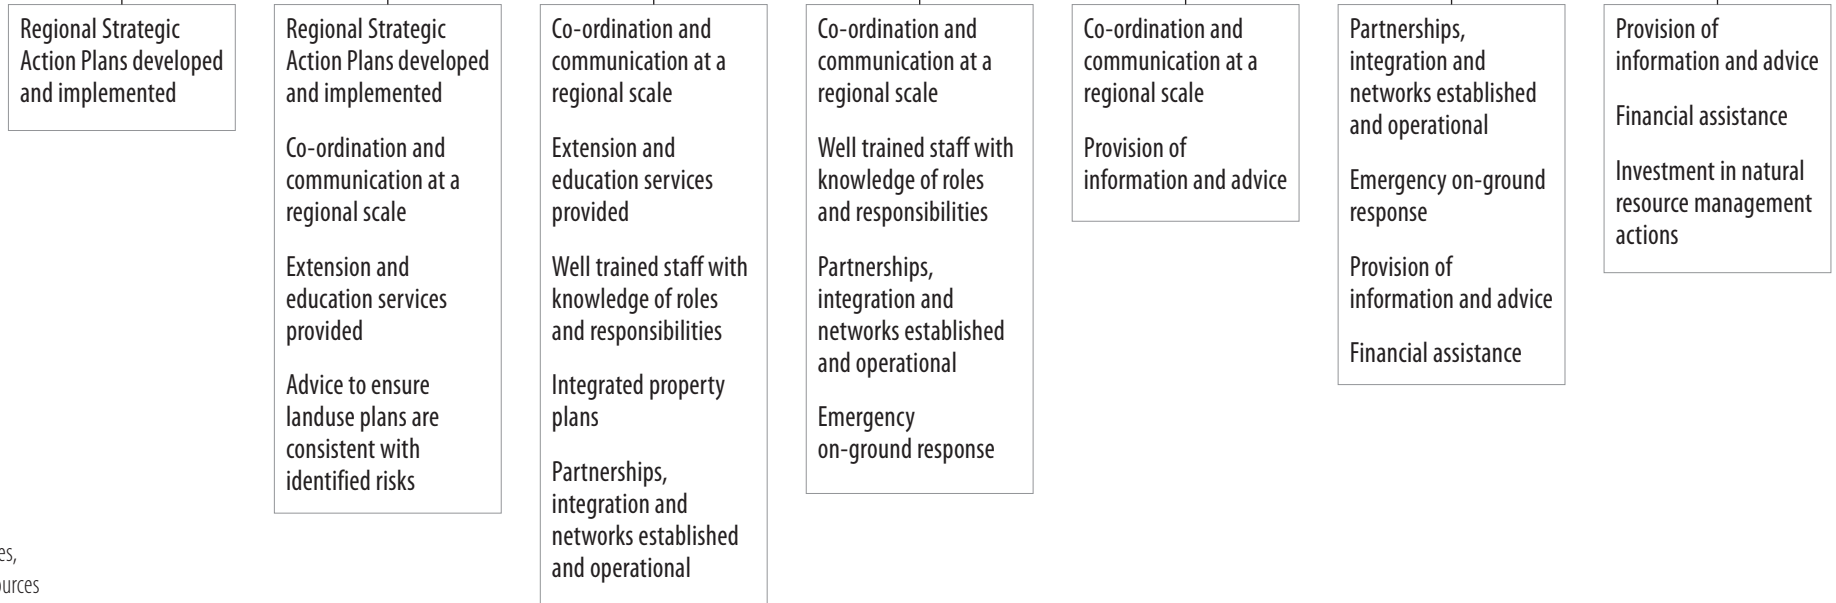 Regional Strategic
Action Plans developed
and implemented
Regional Strategic
Action Plans developed
and implemented
Co-ordination and
communication at a
regional scale
Extension and
education services
provided
Advice to ensure
landuse plans are
consistent with
identified risks
Co-ordination and
communication at a
regional scale
Extension and
education services
provided
Well trained staff with
knowledge of roles
and responsibilities
Integrated property
plans
Partnerships,
integration and
networks established
and operational
Co-ordination and
communication at a
regional scale
Well trained staff with
knowledge of roles
and responsibilities
Partnerships,
integration and
networks established
and operational
Emergency
on-ground response
Co-ordination and
communication at a
regional scale
Provision of
information and advice
Partnerships,
integration and
networks established
and operational
Emergency on-ground
response
Provision of
information and advice
Financial assistance
Provision of
information and advice
Financial assistance
Investment in natural
resource management
actions